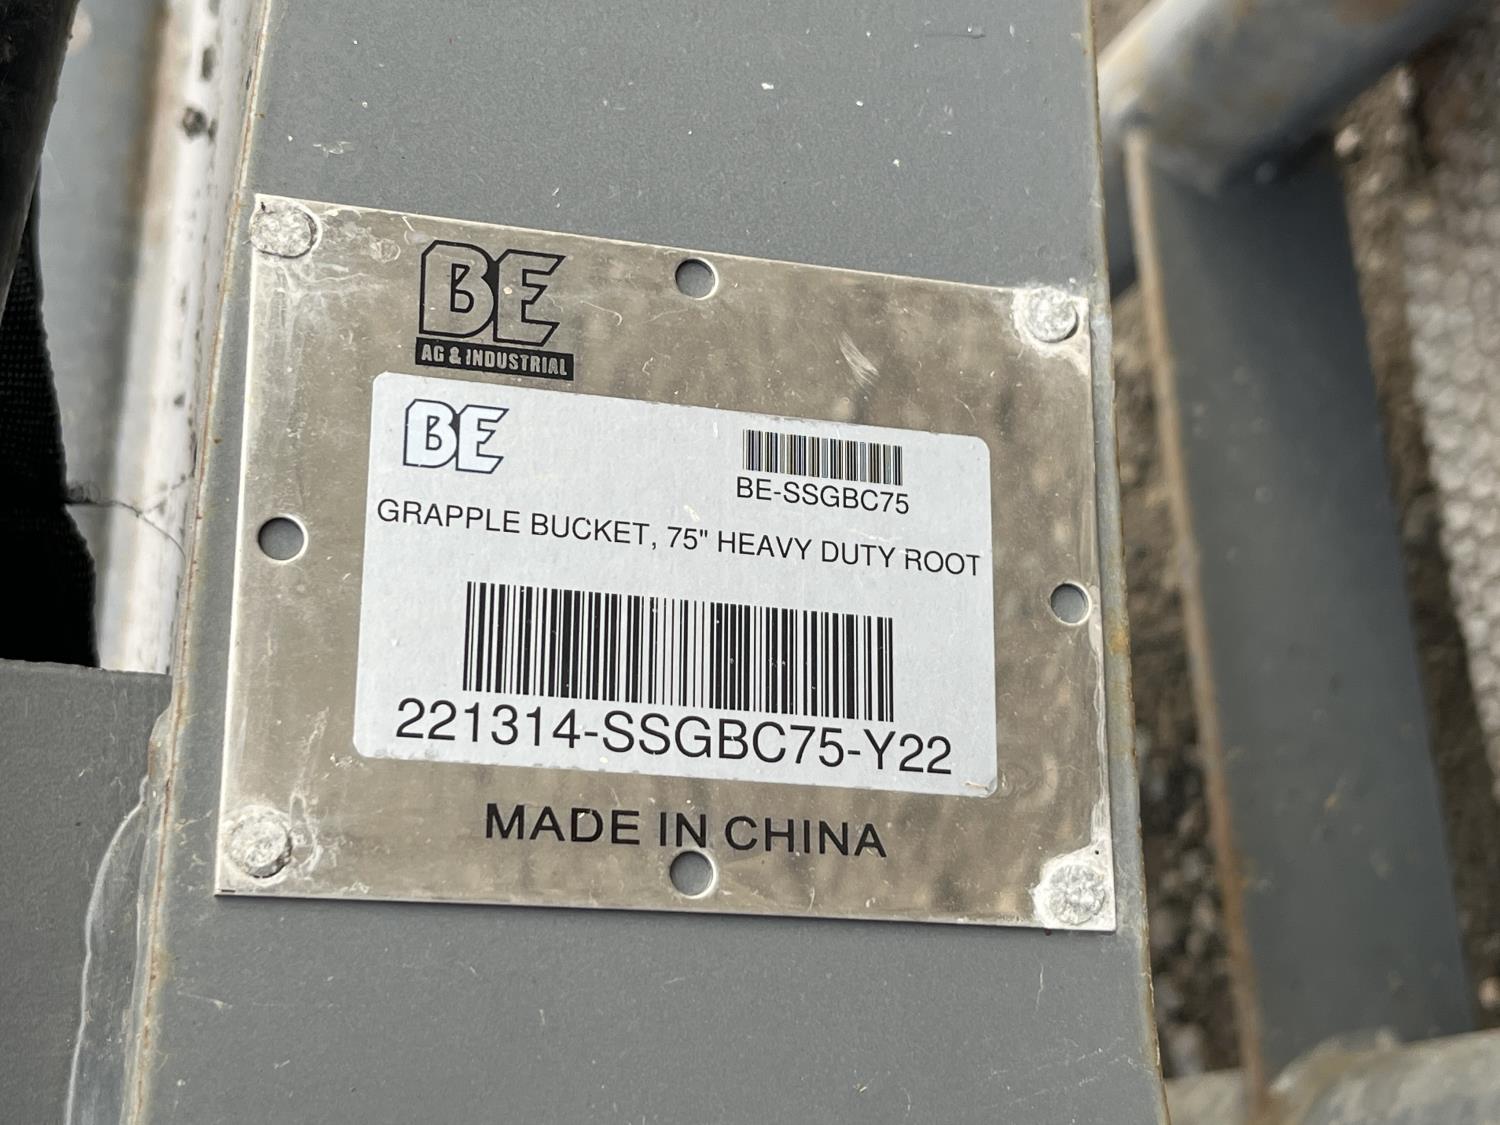 BE
AG & INDUSTRIAL
BE
BE-SSGBC75
GRAPPLE BUCKET, 75" HEAVY DUTY ROOT
221314-SSGBC75-Y22
MADE IN CHINA